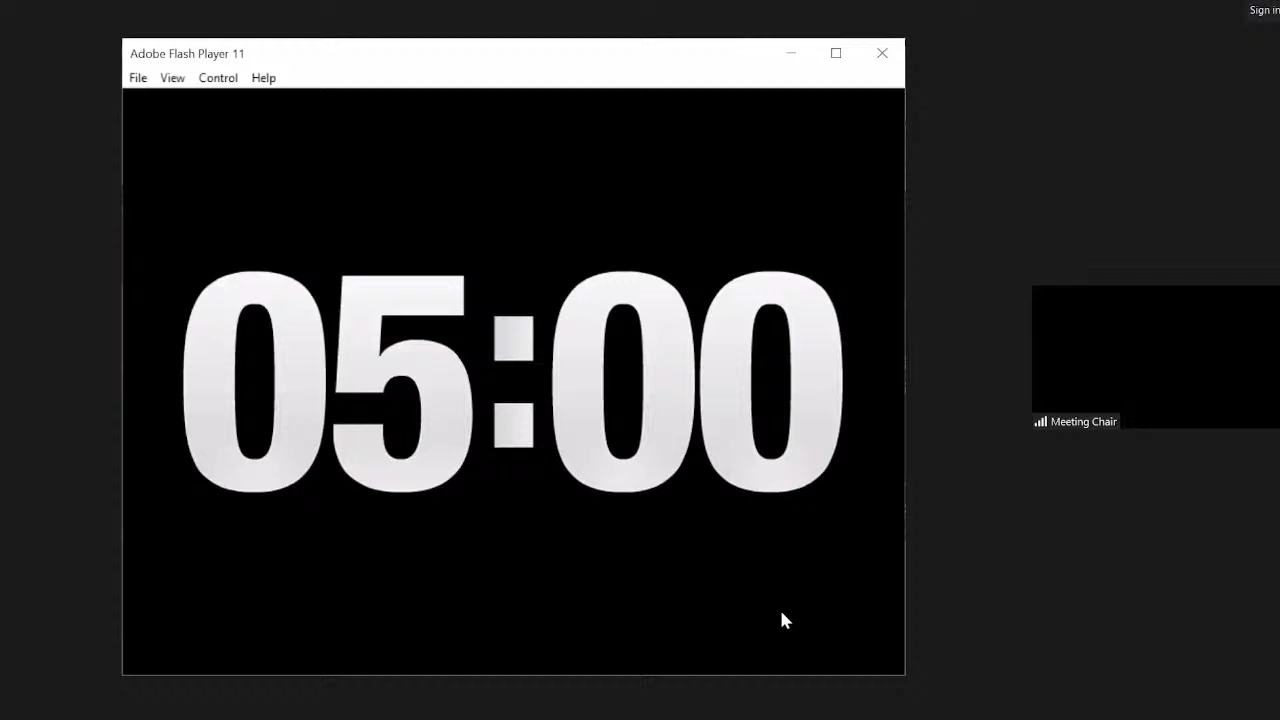 Sign in
Adobe Flash Player 11
File View Control Help
05:00
Meeting Chair